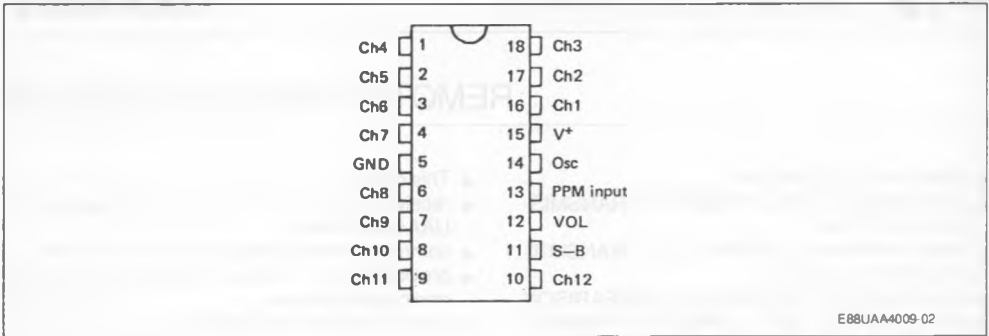 Ch4 1 18 Ch3
Ch5 2 17 Ch2
Ch6 3 16 Ch1
Ch7 4 15 V+
GND 5 14 Osc
Ch8 6 13 PPM input
Ch9 7 12 VOL
Ch10 8 11 S–B
Ch11 9 10 Ch12
E88UAA4009-02